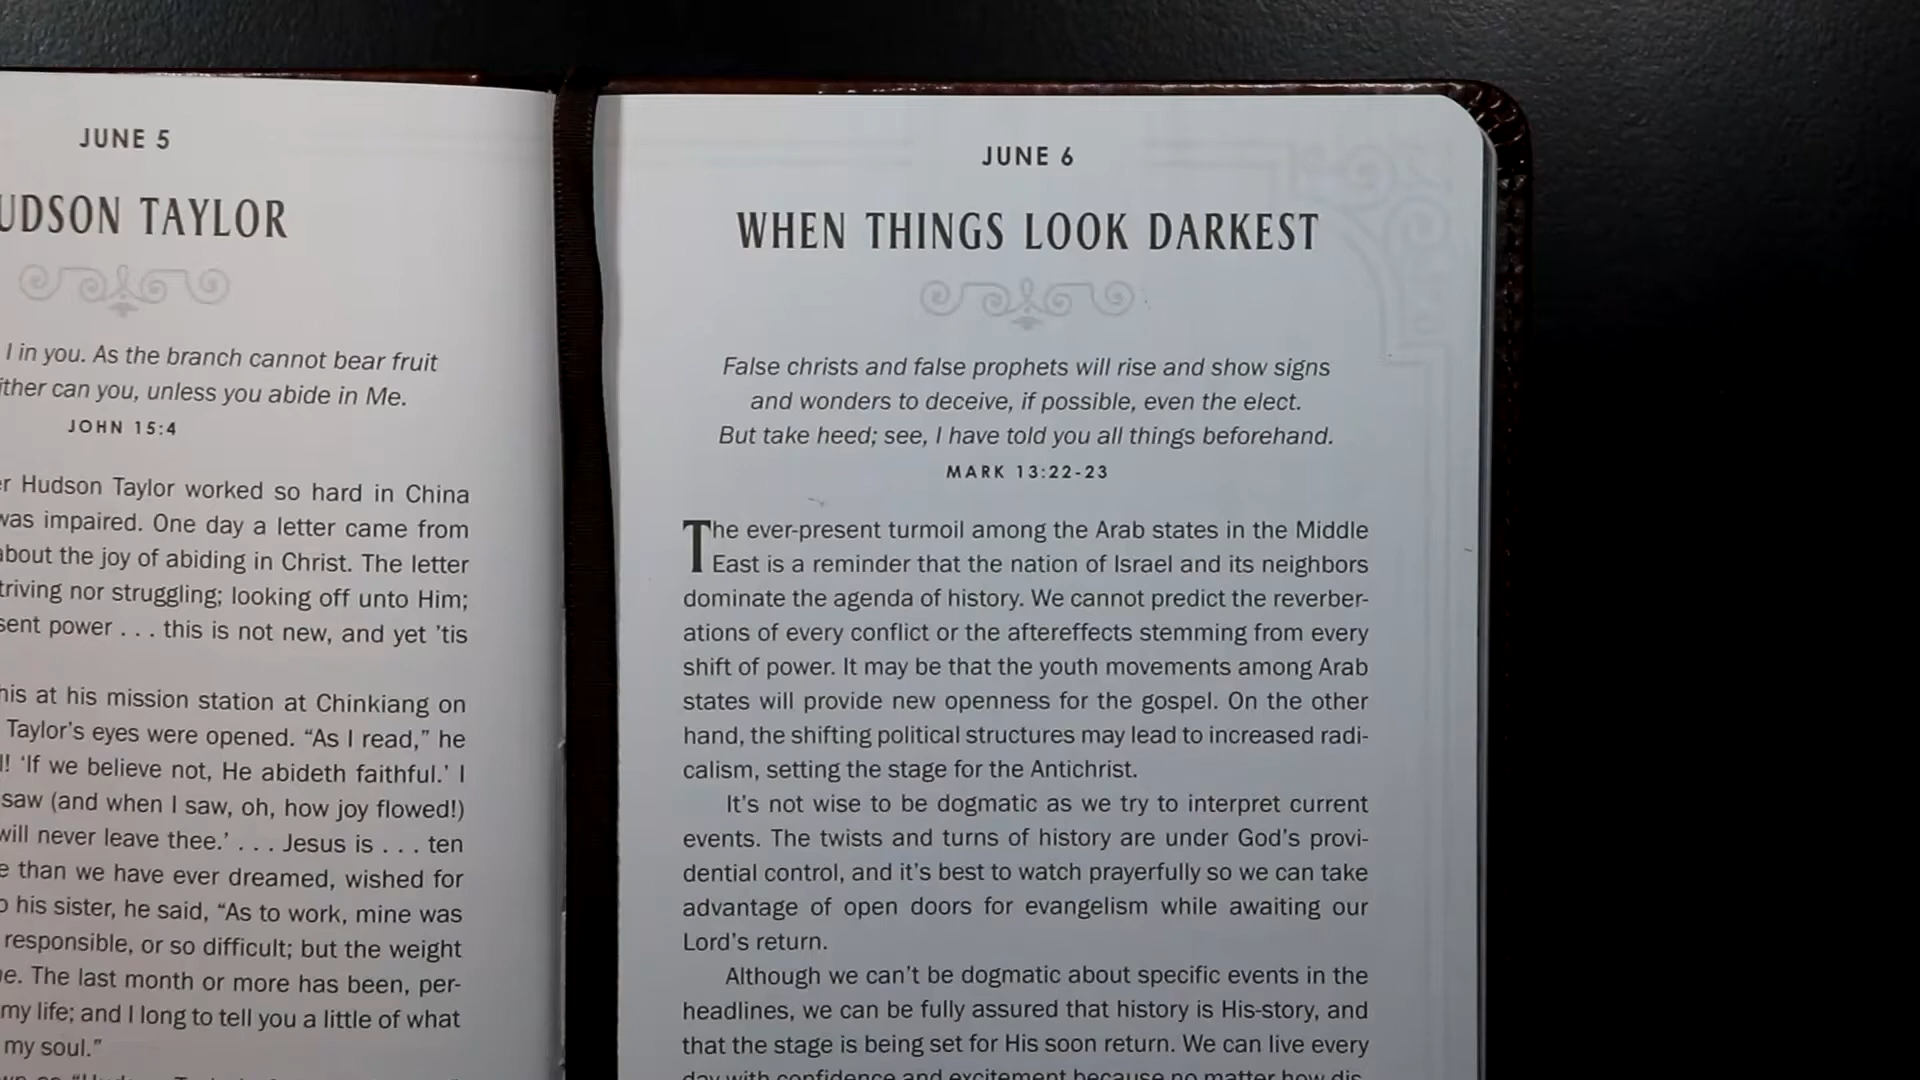 JUNE 5
UDSON TAYLOR
I in you. As the branch cannot bear fruit
ither can you, unless you abide in Me.
JOHN 15:4
er Hudson Taylor worked so hard in China
was impaired. One day a letter came from
about the joy of abiding in Christ. The letter
triving nor struggling; looking off unto Him;
sent power . . . this is not new, and yet ’tis
his at his mission station at Chinkiang on
Taylor’s eyes were opened. “As I read,” he
! ‘If we believe not, He abideth faithful.’ I
saw (and when I saw, oh, how joy flowed!)
will never leave thee.’ . . . Jesus is . . . ten
e than we have ever dreamed, wished for
o his sister, he said, “As to work, mine was
responsible, or so difficult; but the weight
e. The last month or more has been, per-
my life; and I long to tell you a little of what
my soul.”
JUNE 6
WHEN THINGS LOOK DARKEST
False christs and false prophets will rise and show signs
and wonders to deceive, if possible, even the elect.
But take heed; see, I have told you all things beforehand.
MARK 13:22-23
The ever-present turmoil among the Arab states in the Middle
East is a reminder that the nation of Israel and its neighbors
dominate the agenda of history. We cannot predict the reverber-
ations of every conflict or the aftereffects stemming from every
shift of power. It may be that the youth movements among Arab
states will provide new openness for the gospel. On the other
hand, the shifting political structures may lead to increased radi-
calism, setting the stage for the Antichrist.
It’s not wise to be dogmatic as we try to interpret current
events. The twists and turns of history are under God’s provi-
dential control, and it’s best to watch prayerfully so we can take
advantage of open doors for evangelism while awaiting our
Lord’s return.
Although we can’t be dogmatic about specific events in the
headlines, we can be fully assured that history is His-story, and
that the stage is being set for His soon return. We can live every
day with confidence and excitement because no matter how dis-